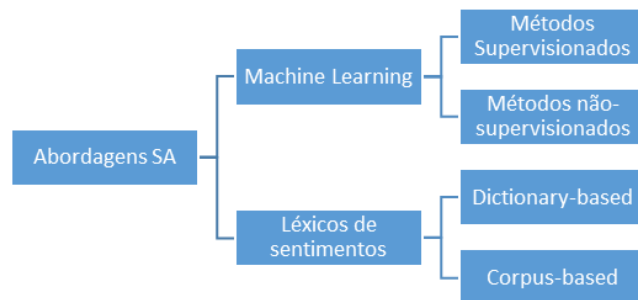 Abordagens SA
Machine Learning
Métodos
Supervisionados
Métodos não-
supervisionados
Léxicos de
sentimentos
Dictionary-based
Corpus-based